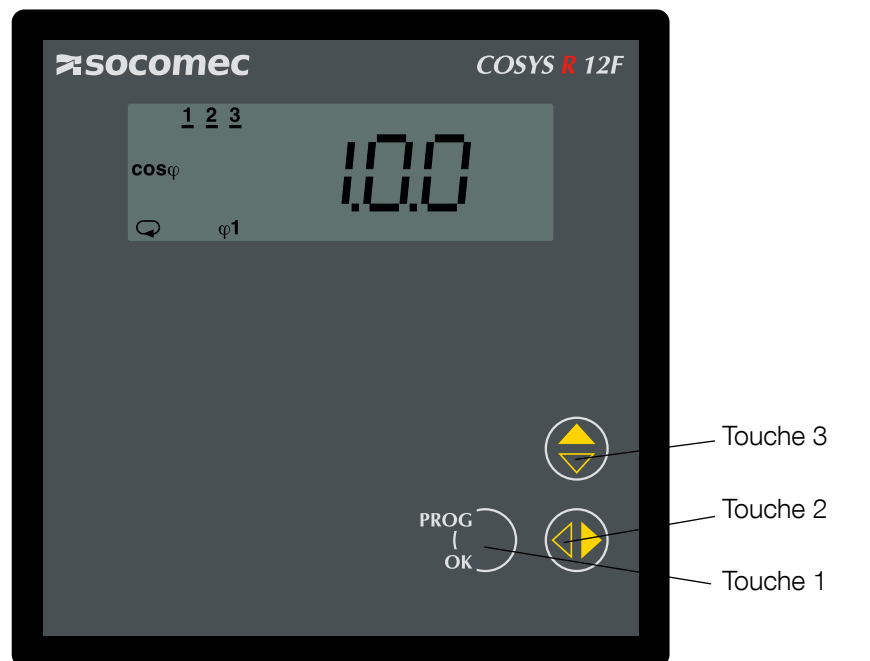 socomec
COSYS R 12F
1 2 3
cosφ
1.0.0
φ1
Touche 3
PROG
OK
Touche 2
Touche 1